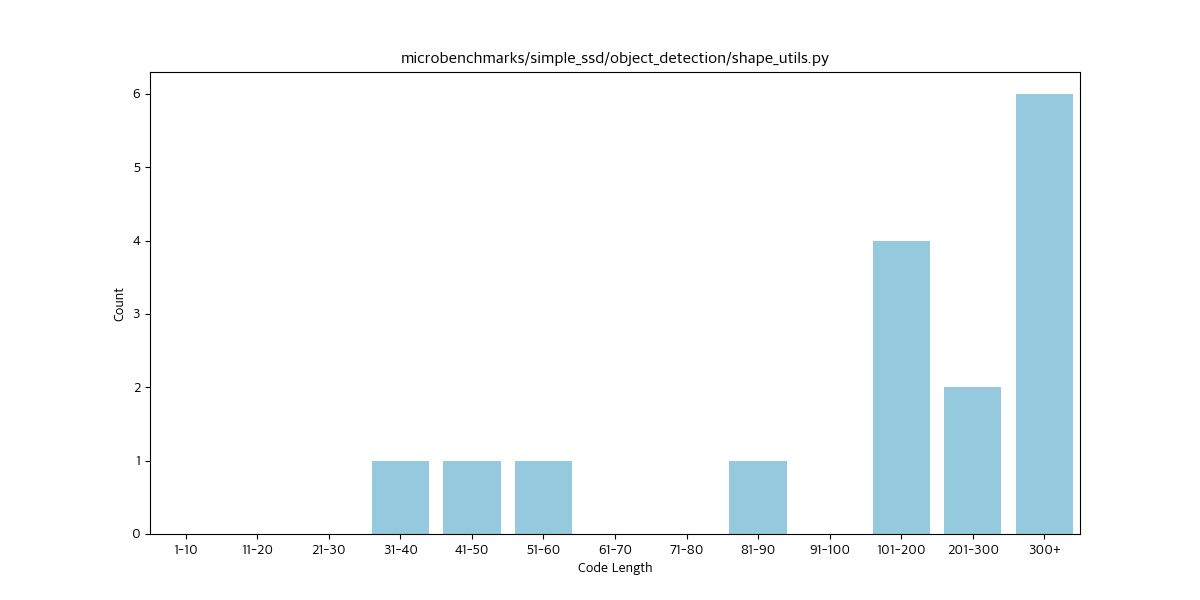 microbenchmarks/simple_ssd/object_detection/shape_utils.py
6
5
4
3
2
1
0
Count
1-10 11-20 21-30 31-40 41-50 51-60 61-70 71-80 81-90 91-100 101-200 201-300 300+
Code Length